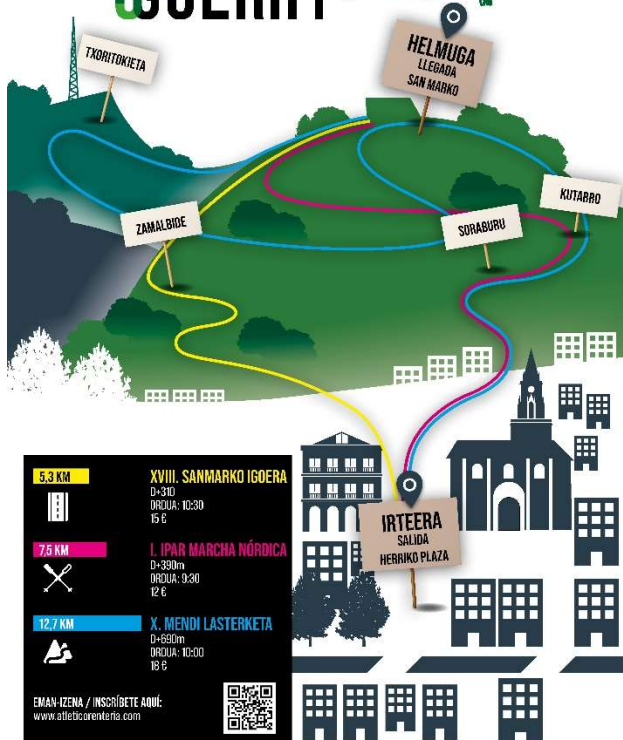 TXORITOKIETA
HELMUGA
LLEGADA
SAN MARKO
ZAMALBIDE
SORABURU
KUTARRO
5,3 KM
XVIII. SANMARKO IGOERA
D+310
ORDUA: 10:30
15 €
7,5 KM
I. IPAR MARCHA NÓRDICA
D+390m
ORDUA: 9:30
12 €
12,7 KM
X. MENDI LASTERKETA
D+690m
ORDUA: 10:00
18 €
EMAN-IZENA / INSCRÍBETE AQUÍ:
www.atleticorenteria.com
IRTEERA
SALIDA
HERRIKO PLAZA